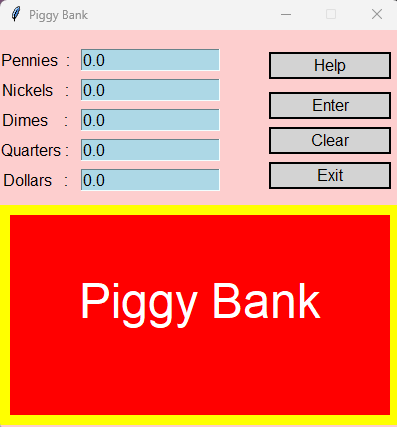 Piggy Bank
Pennies : 0.0
Nickels : 0.0
Dimes : 0.0
Quarters : 0.0
Dollars : 0.0
Help
Enter
Clear
Exit
Piggy Bank